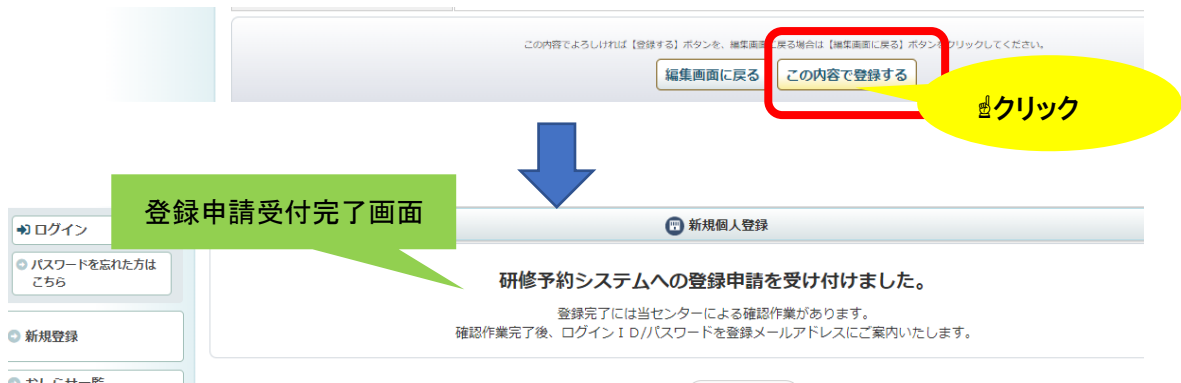 この内容でよろしければ【登録する】ボタンを、編集画面に戻る場合は【編集画面に戻る】ボタンをクリックしてください。
編集画面に戻る
この内容で登録する
☝クリック
登録申請受付完了画面
ログイン
パスワードを忘れた方は
こちら
新規登録
おしらせ一覧
新規個人登録
研修予約システムへの登録申請を受け付けました。
登録完了には当センターによる確認作業があります。
確認作業完了後、ログインID//パスワードを登録メールアドレスにご案内いたします。